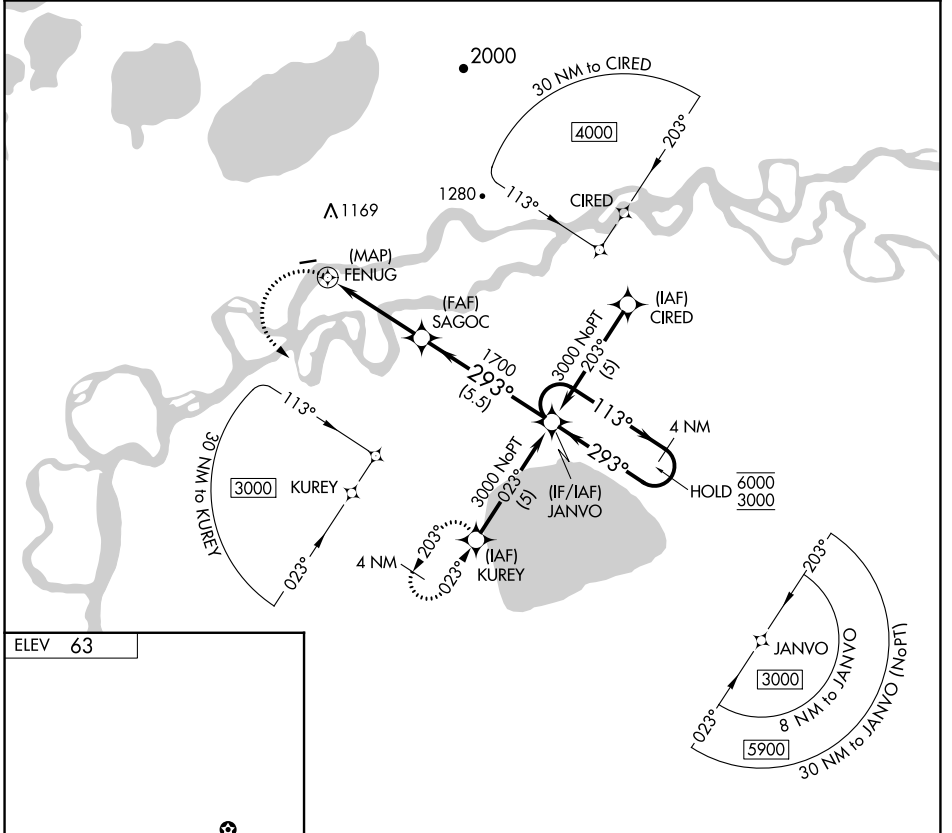 2000
30 NM to CIRED
4000
203°
113°
CIRED
1280
1169
(MAP)
FENUG
(FAF)
SAGOC
(IAF)
CIRED
3000 NoPT
203°
(5)
1700
293°
(5.5)
113°
4 NM
293°
HOLD 6000
3000
(IF/IAF)
JANVO
3000 NoPT
023°
(5)
(IAF)
KUREY
203°
4 NM
023°
113°
30 NM to KUREY
3000
KUREY
023°
203°
JANVO
3000
8 NM to JANVO
023°
5900
30 NM to JANVO (NoPT)
ELEV 63